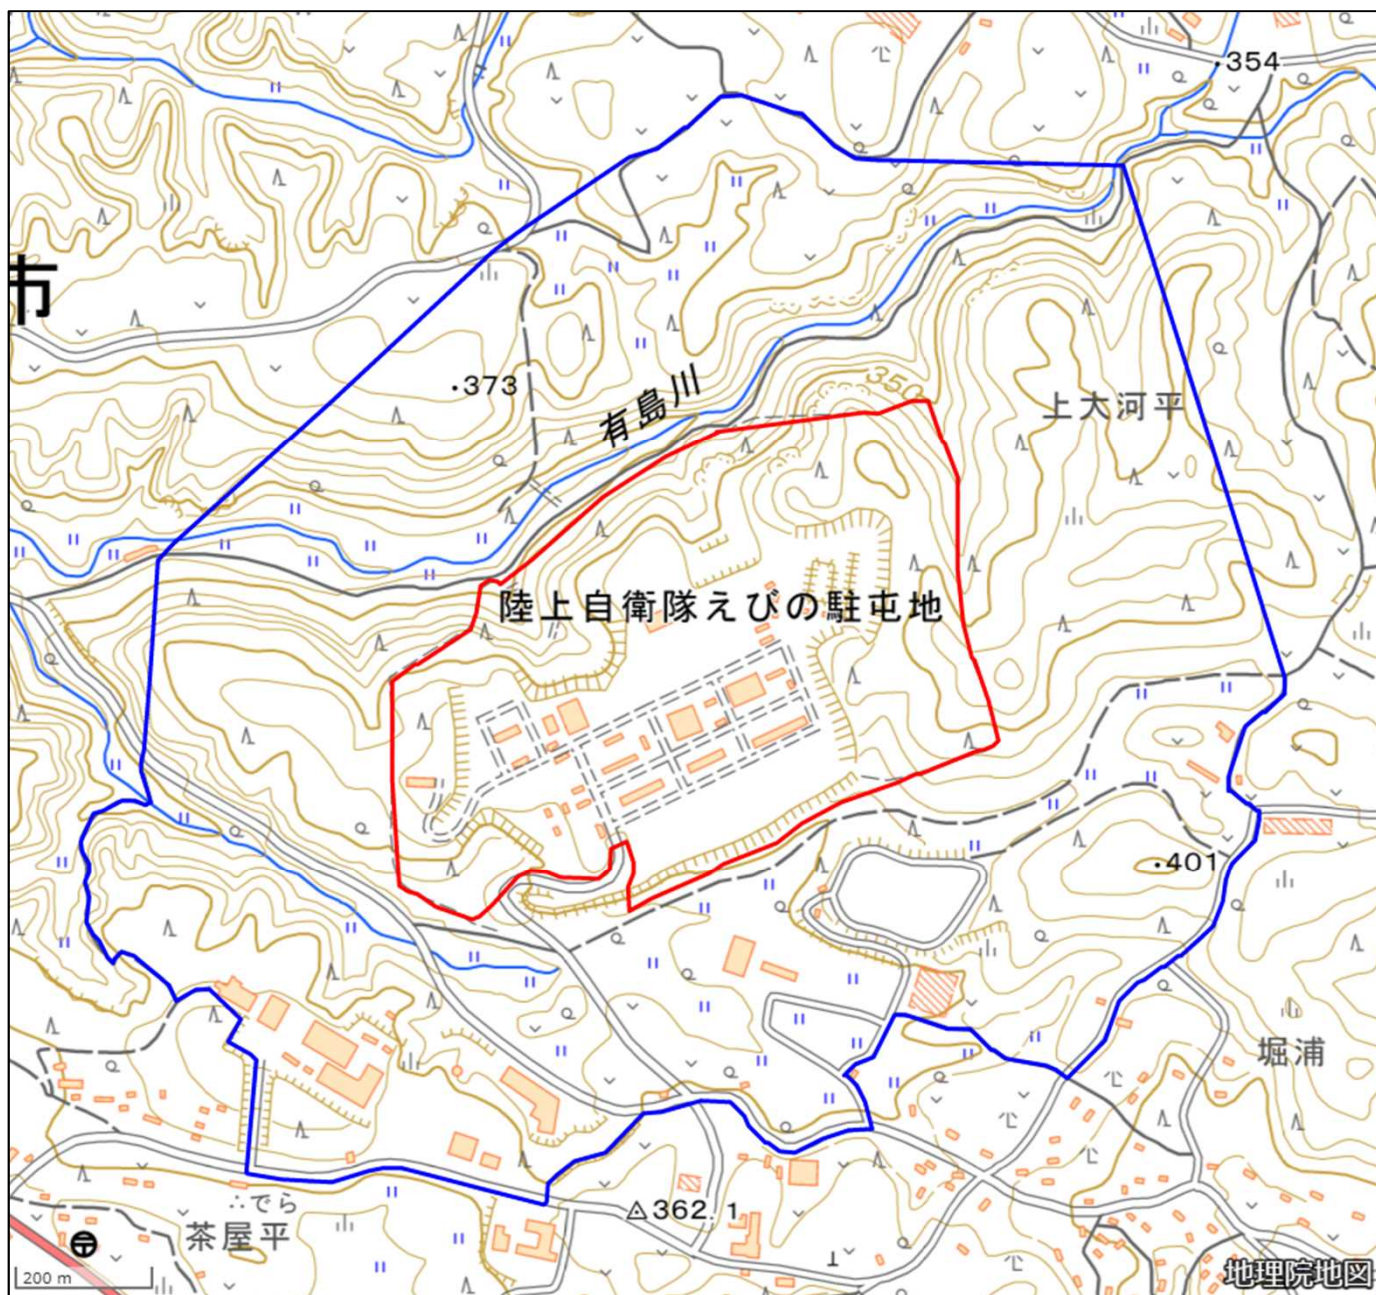 354
市
373
有島川
350
上大河平
陸上自衛隊えびの駐屯地
401
堀浦
362.1
∴でら
茶屋平
200 m
地理院地図